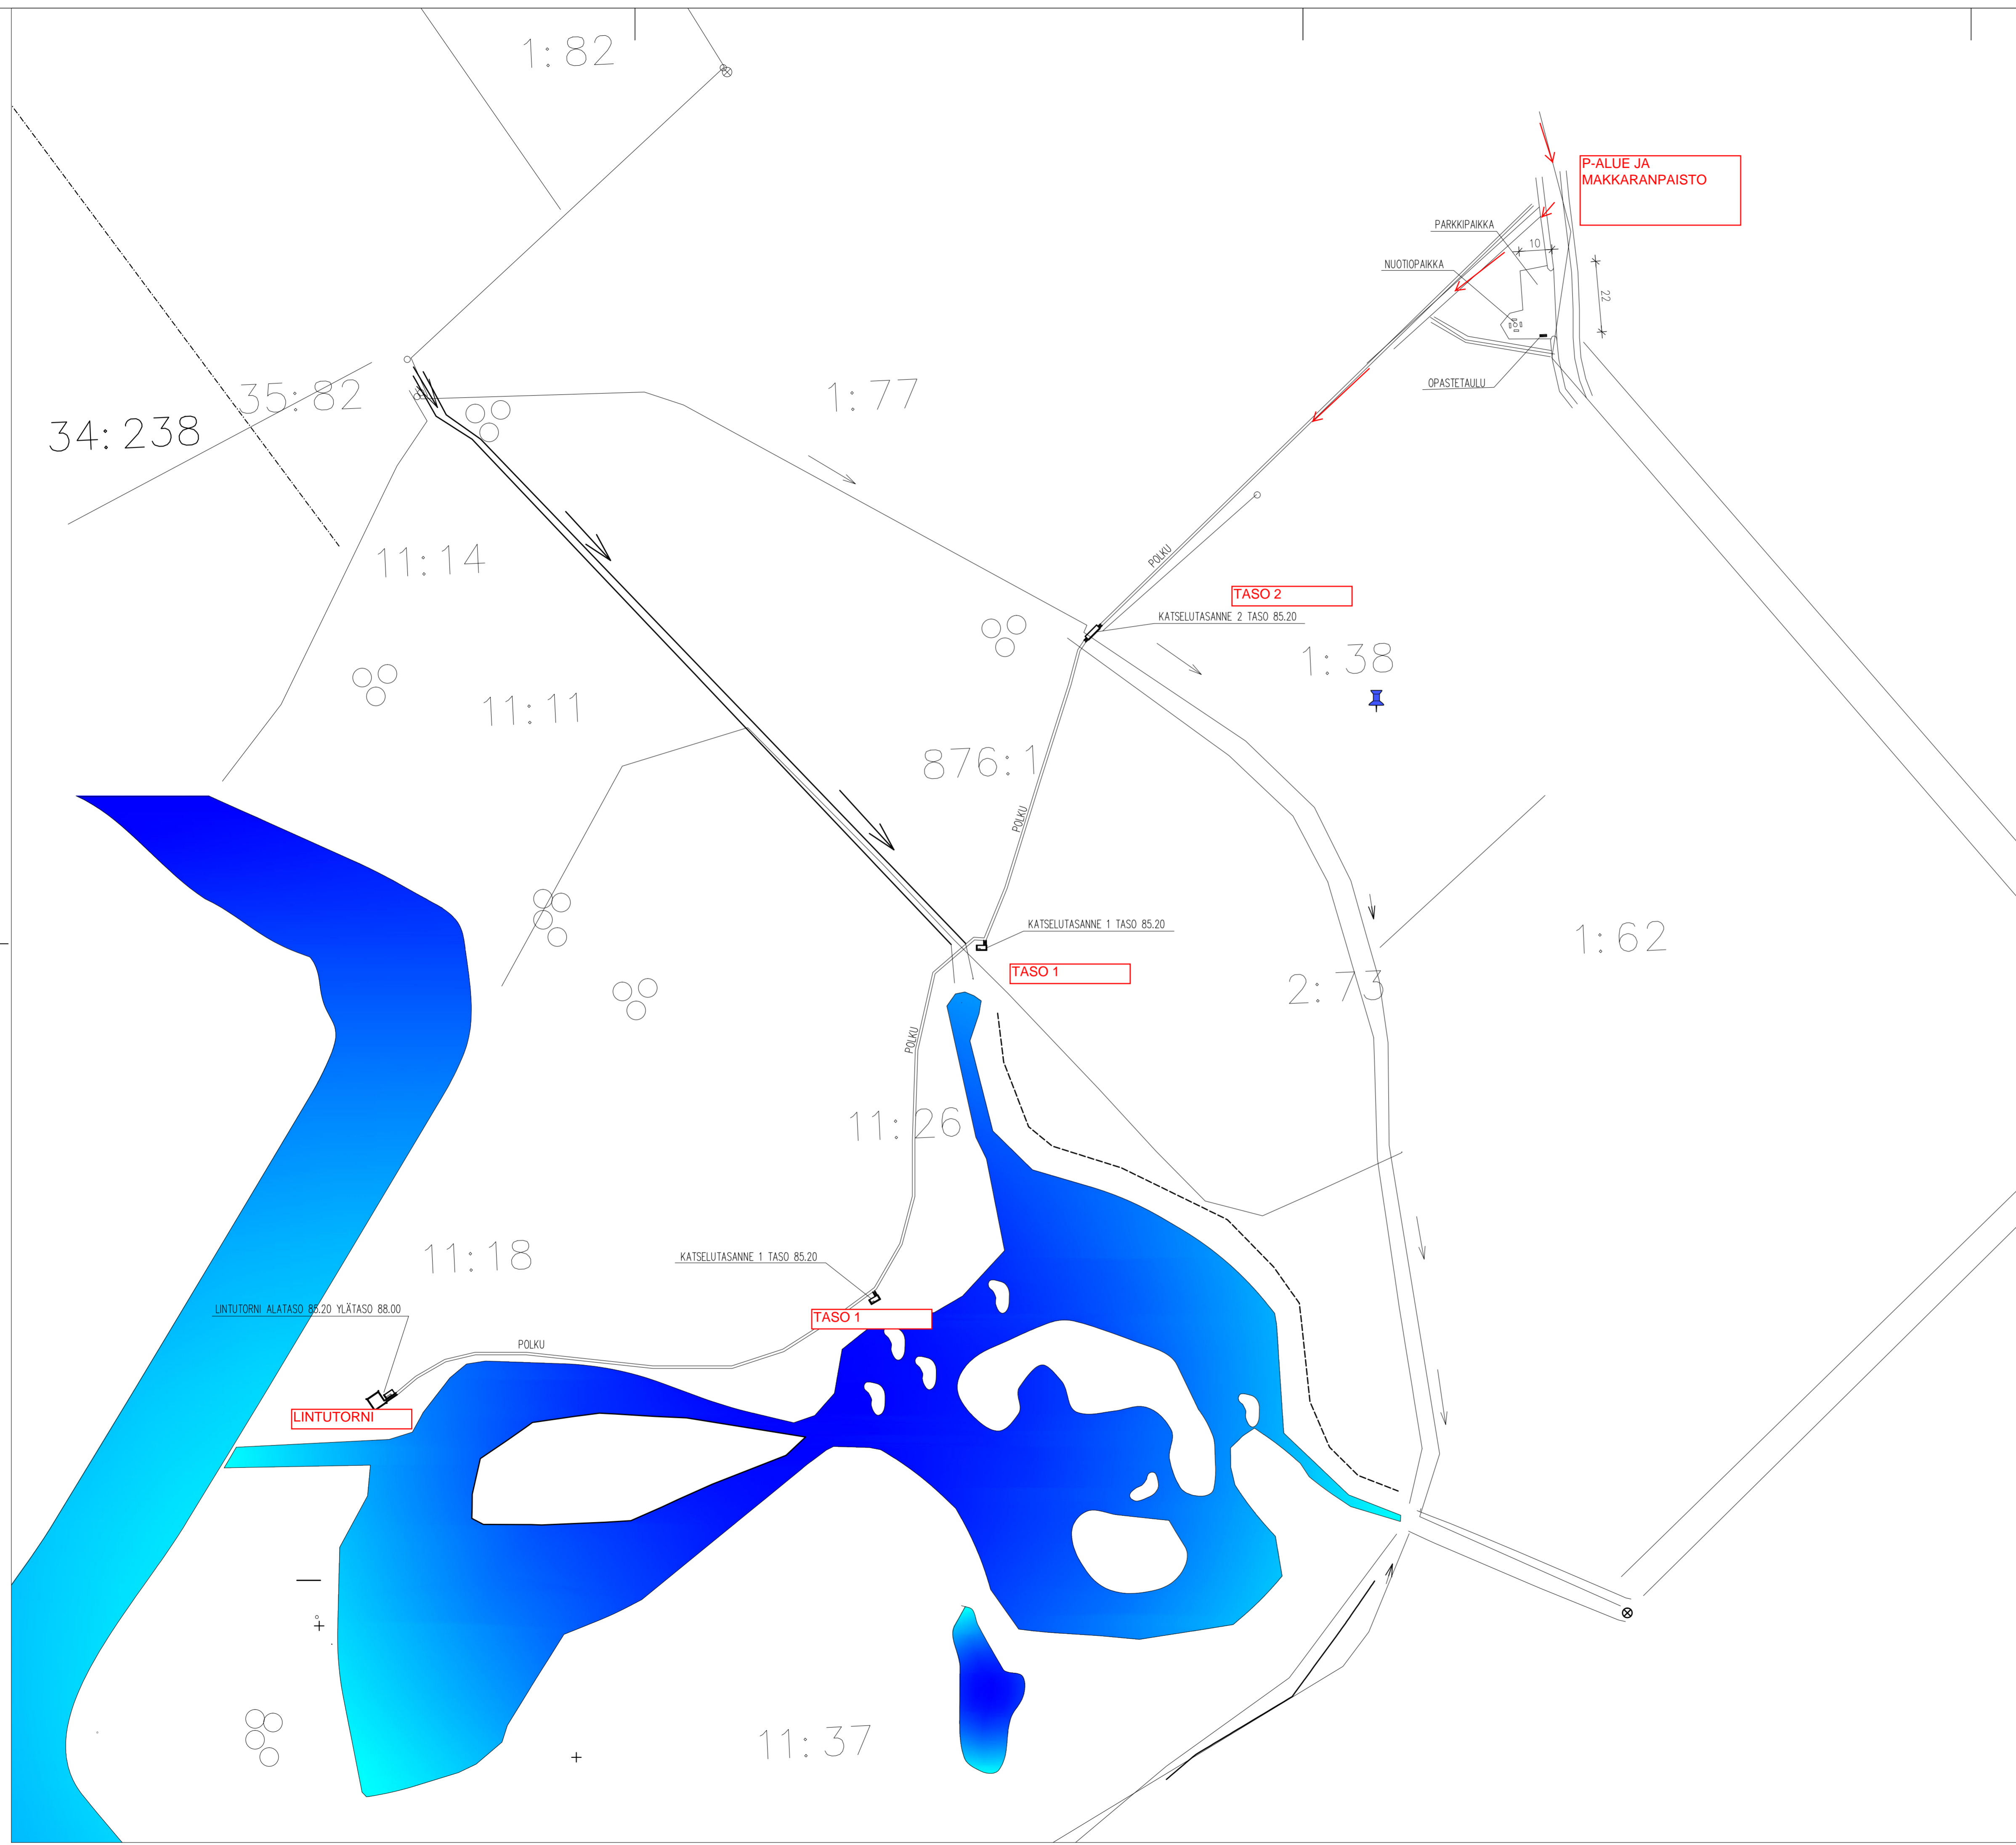 1:82
P-ALUE JA
MAKKARANPAISTO
PARKKIPAIKKA
10
NUOTIOPAIKKA
22
OPASTETAULU
35:82
1:77
34:238
11:14
POLKU
TASO 2
KATSELUTASANNE 2 TASO 85.20
1:38
11:11
876:1
POLKU
KATSELUTASANNE 1 TASO 85.20
1:62
TASO 1
2:73
POLKU
11:26
11:18
KATSELUTASANNE 1 TASO 85.20
LINTUTORNI ALATASO 85.20 YLÄTASO 88.00
TASO 1
POLKU
LINTUTORNI
11:37